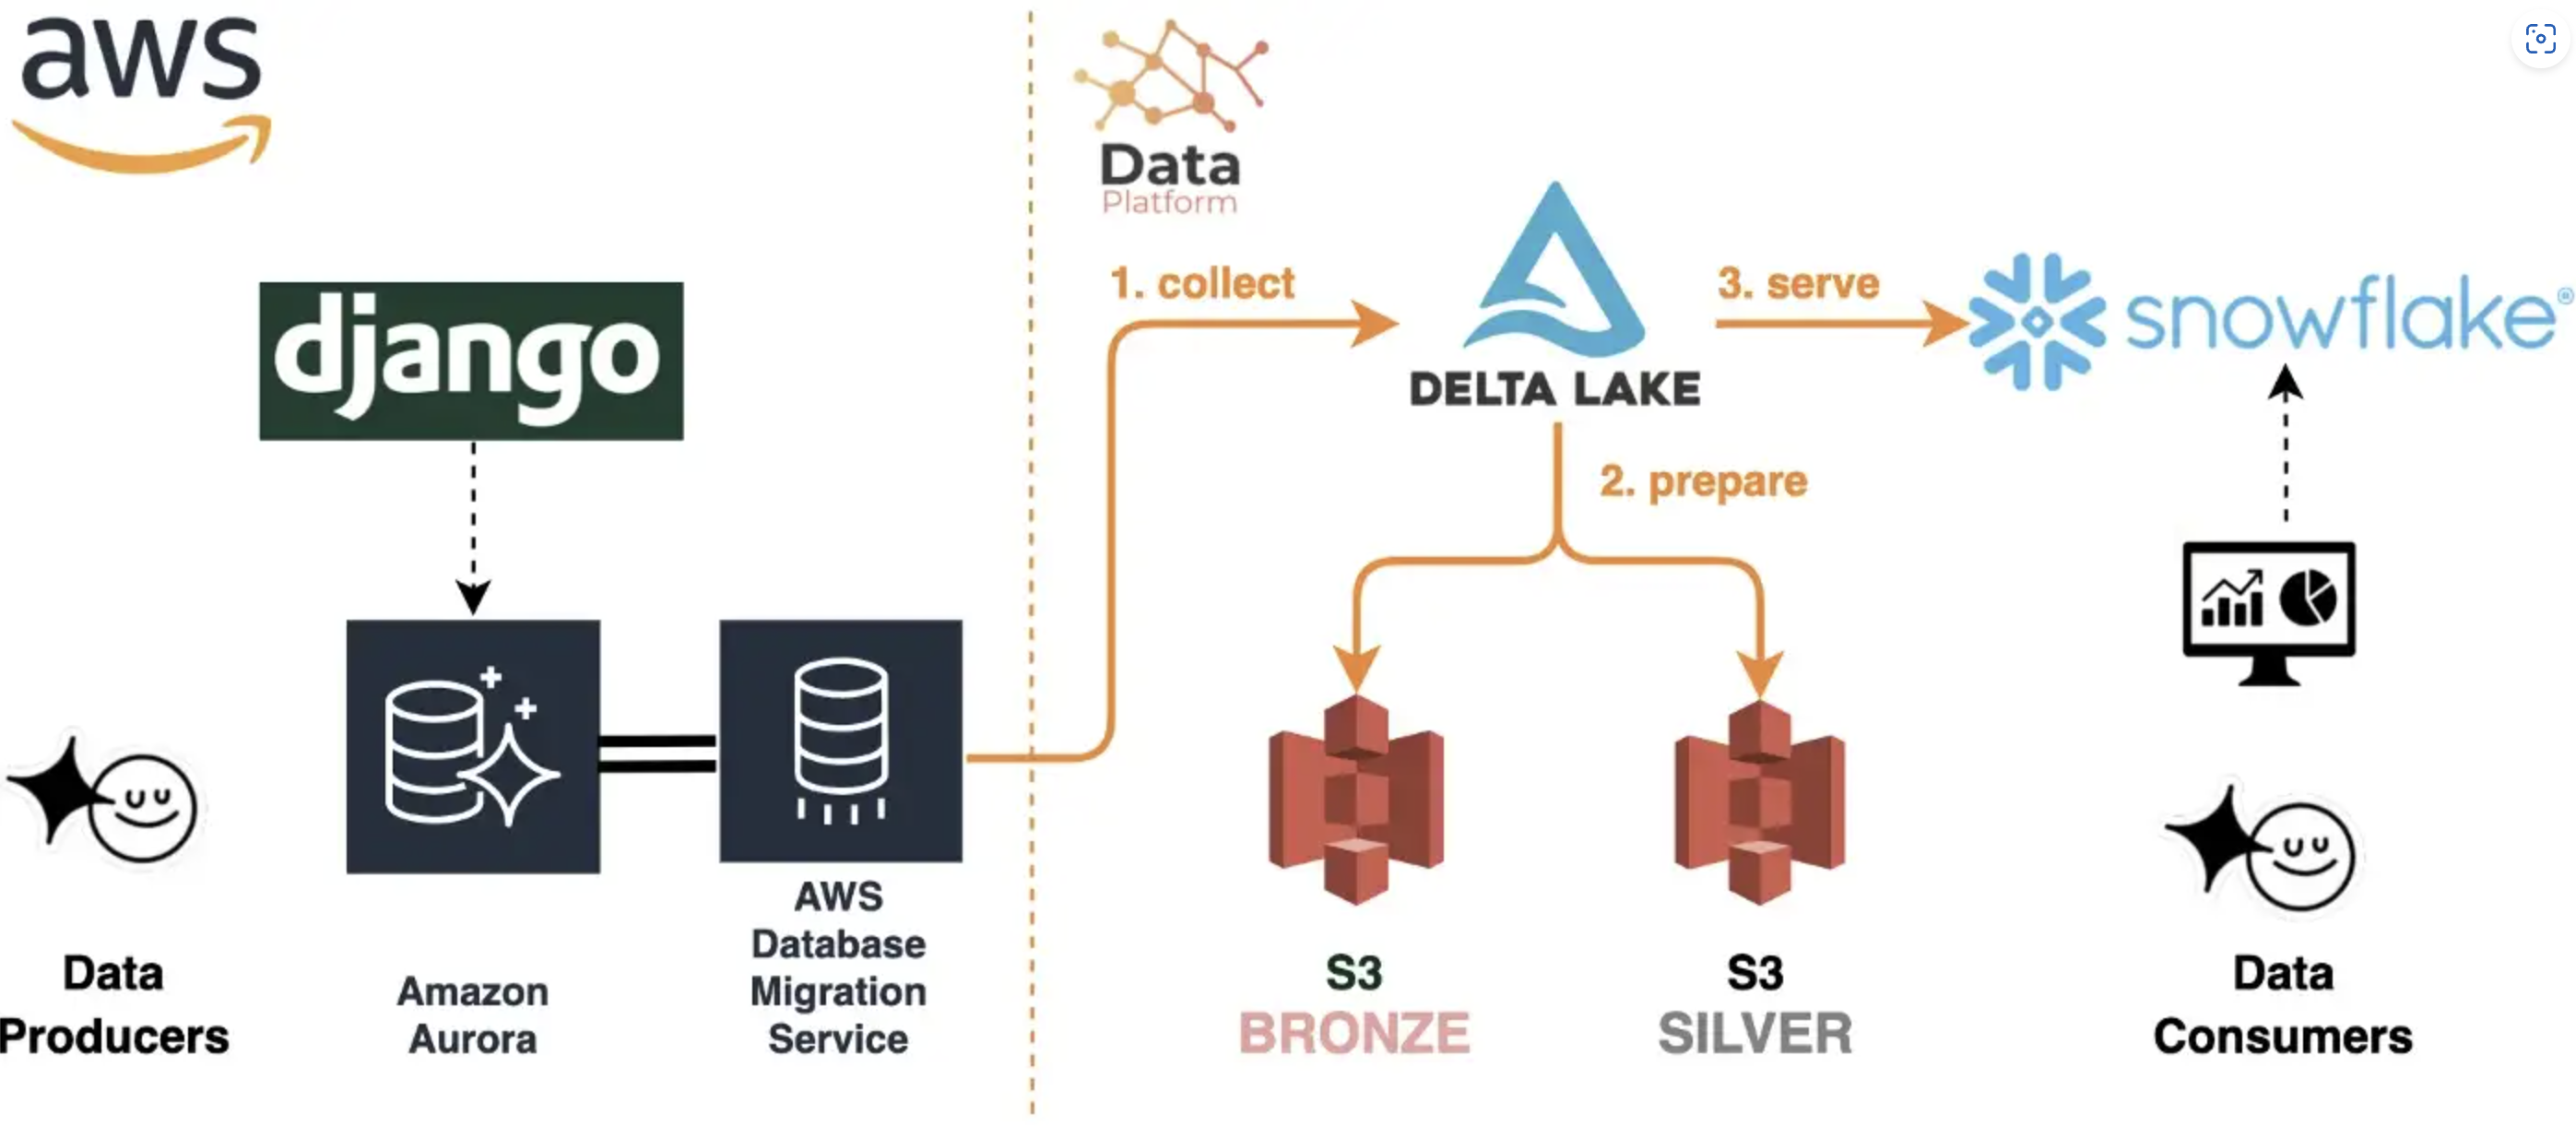 aws
Data
Platform
django
1. collect
DELTA LAKE
3. serve
snowflake®
2. prepare
Data
Producers
Amazon
Aurora
AWS
Database
Migration
Service
S3
BRONZE
S3
SILVER
Data
Consumers